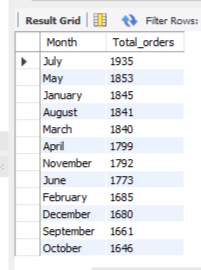 Result Grid Filter Rows:
Month Total_orders
July 1935
May 1853
January 1845
August 1841
March 1840
April 1799
November 1792
June 1773
February 1685
December 1680
September 1661
October 1646